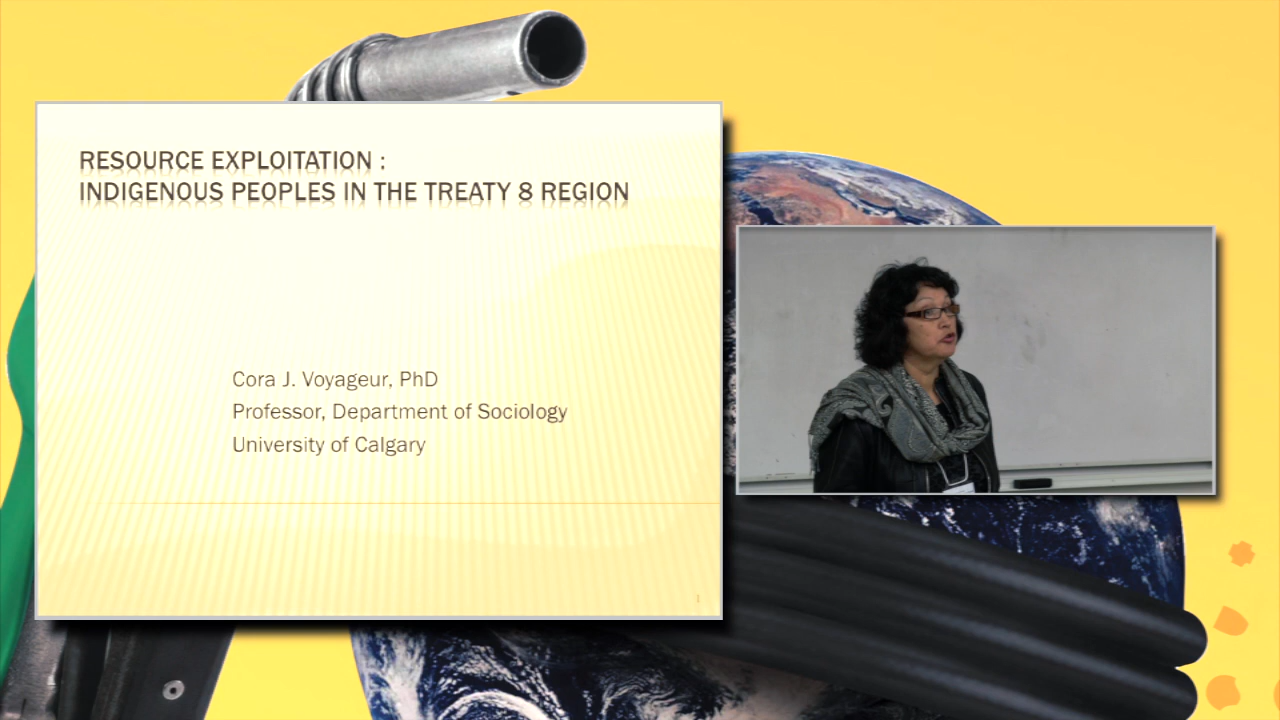 RESOURCE EXPLOITATION :
INDIGENOUS PEOPLES IN THE TREATY 8 REGION
Cora J. Voyageur, PhD
Professor, Department of Sociology
University of Calgary
1